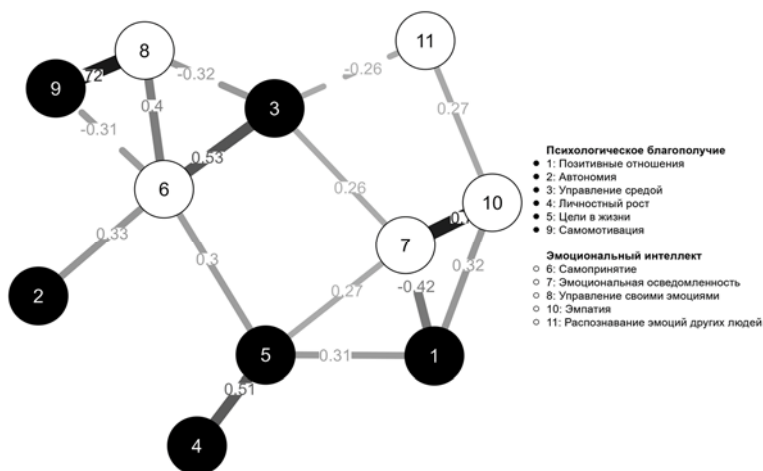 11
8
72
-0.32
-0.26
9
3
0.4
0.27
-0.31
0.53
6
0.26
10
0.
7
0.33
0.3
0.32
-0.42
2
0.27
5
0.31
1
0.51
4
Психологическое благополучие
1: Позитивные отношения
2: Автономия
3: Управление средой
4: Личностный рост
5: Цели в жизни
9: Самомотивация
Эмоциональный интеллект
6: Самопринятие
7: Эмоциональная осведомленность
8: Управление своими эмоциями
10: Эмпатия
11: Распознавание эмоций других людей